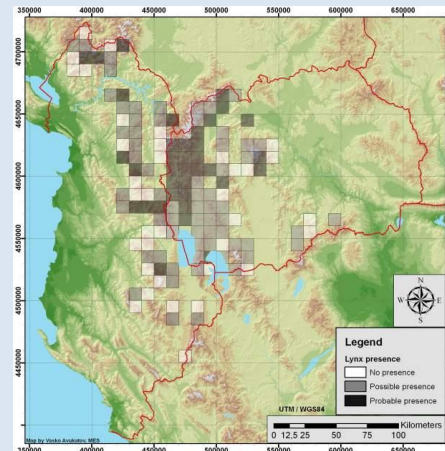 350000 400000 450000 500000 550000 600000 650000
4700000
4650000
4600000
4550000
4500000
4450000
N
W E
S
Legend
Lynx presence
No presence
Possible presence
Probable presence
UTM / WGS84
Kilometers
0 12,5 25 50 75 100
Map by Vasko Avukatov, MES
350000 400000 450000 500000 550000 600000 650000